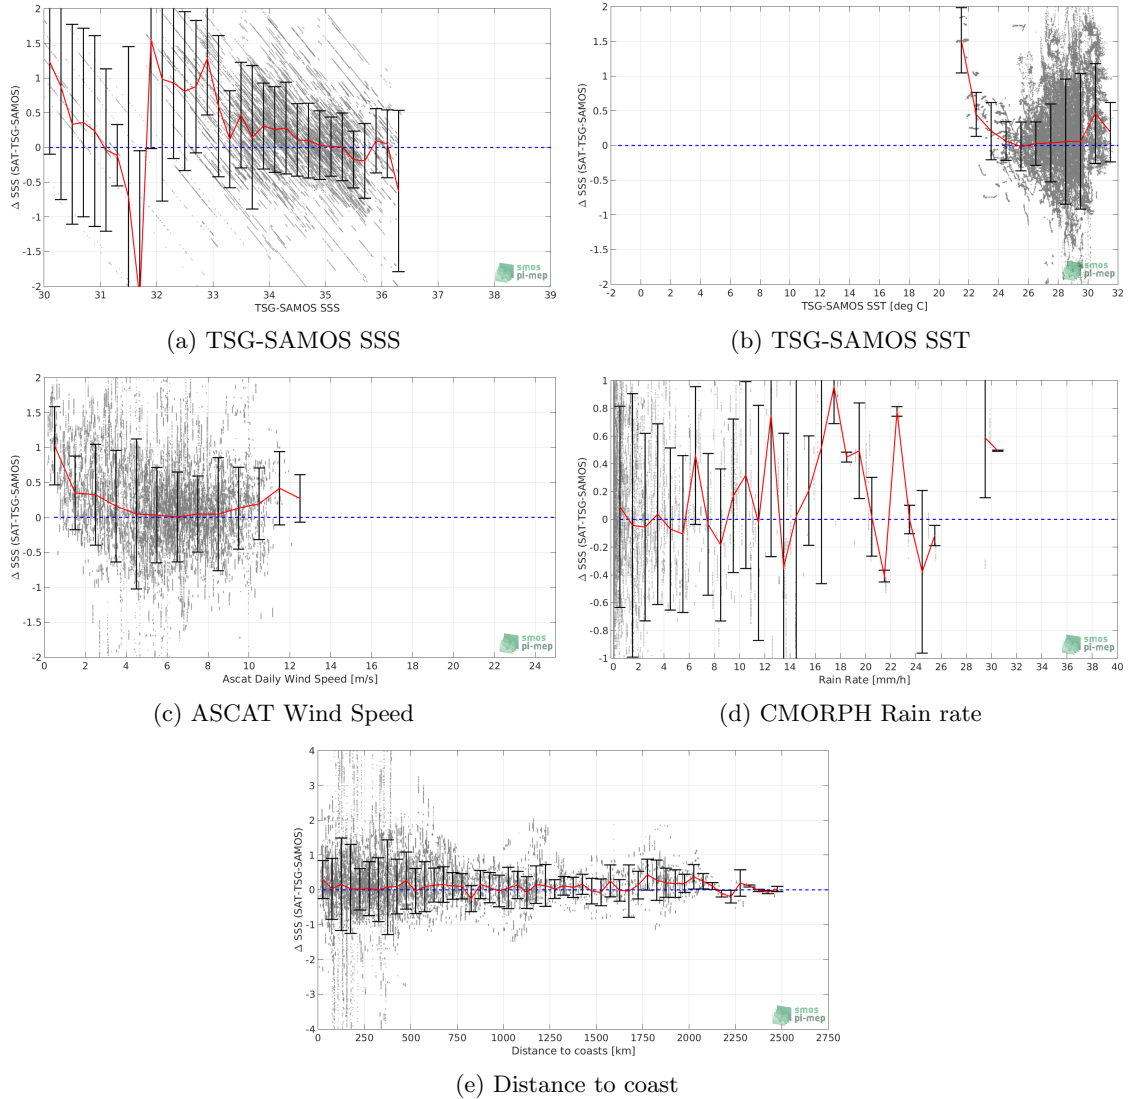 2
1.5
1
0.5
0
-0.5
-1
-1.5
-2
Δ SSS (SAT-TSG-SAMOS)
30 31 32 33 34 35 36 37 38 39
TSG-SAMOS SSS
smos
pi-mep
(a) TSG-SAMOS SSS
2
1.5
1
0.5
0
-0.5
-1
-1.5
-2
Δ SSS (SAT-TSG-SAMOS)
-2 0 2 4 6 8 10 12 14 16 18 20 22 24 26 28 30 32
TSG-SAMOS SST [deg C]
smos
pi-mep
(b) TSG-SAMOS SST
2
1.5
1
0.5
0
-0.5
-1
-1.5
-2
Δ SSS (SAT-TSG-SAMOS)
0 2 4 6 8 10 12 14 16 18 20 22 24
Ascat Daily Wind Speed [m/s]
smos
pi-mep
(c) ASCAT Wind Speed
1
0.8
0.6
0.4
0.2
0
-0.2
-0.4
-0.6
-0.8
-1
Δ SSS (SAT-TSG-SAMOS)
0 2 4 6 8 10 12 14 16 18 20 22 24 26 28 30 32 34 36 38 40
Rain Rate [mm/h]
smos
pi-mep
(d) CMORPH Rain rate
4
3
2
1
0
-1
-2
-3
-4
Δ SSS (SAT-TSG-SAMOS)
0 250 500 750 1000 1250 1500 1750 2000 2250 2500 2750
Distance to coasts [km]
smos
pi-mep
(e) Distance to coast